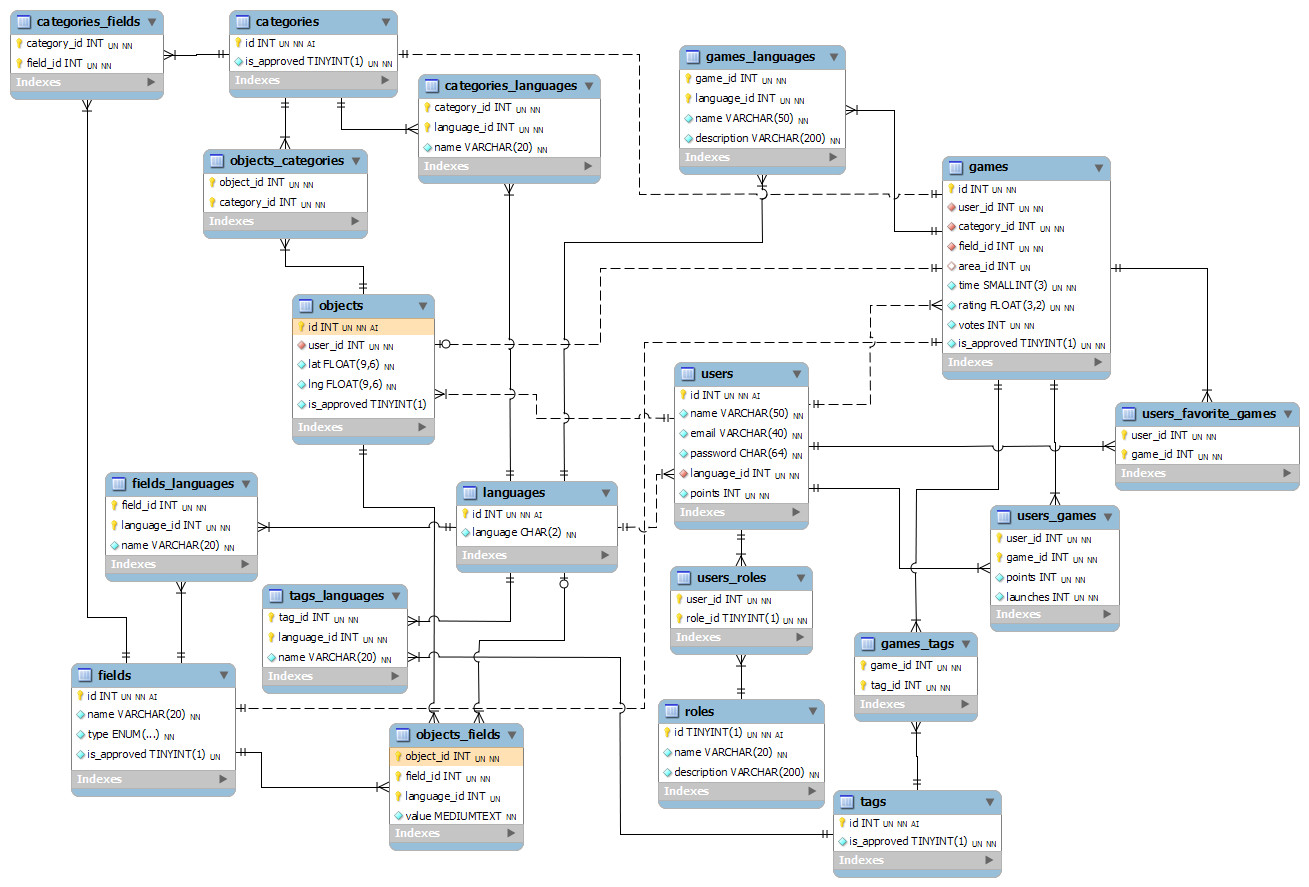 categories_fields
category_id INT UN NN
field_id INT UN NN
Indexes
categories
id INT UN NN AI
is_approved TINYINT(1) UN NN
Indexes
categories_languages
category_id INT UN NN
language_id INT UN NN
name VARCHAR(20) NN
Indexes
games_languages
game_id INT UN NN
language_id INT UN NN
name VARCHAR(50) NN
description VARCHAR(200) NN
Indexes
objects_categories
object_id INT UN NN
category_id INT UN NN
Indexes
games
id INT UN NN
user_id INT UN NN
category_id INT UN NN
field_id INT UN NN
area_id INT UN
time SMALLINT(3) UN NN
rating FLOAT(3,2) UN NN
votes INT UN NN
is_approved TINYINT(1) UN NN
Indexes
objects
id INT UN NN AI
user_id INT UN NN
lat FLOAT(9,6) NN
lng FLOAT(9,6) NN
is_approved TINYINT(1)
Indexes
users
id INT UN NN AI
name VARCHAR(50) NN
email VARCHAR(40) NN
password CHAR(64) NN
language_id INT UN NN
points INT UN NN
Indexes
users_favorite_games
user_id INT UN NN
game_id INT UN NN
Indexes
fields_languages
field_id INT UN NN
language_id INT UN NN
name VARCHAR(20) NN
Indexes
languages
id INT UN NN AI
language CHAR(2) NN
Indexes
users_games
user_id INT UN NN
game_id INT UN NN
points INT UN NN
launches INT UN NN
Indexes
tags_languages
tag_id INT UN NN
language_id INT UN NN
name VARCHAR(20) NN
Indexes
users_roles
user_id INT UN NN
role_id TINYINT(1) UN NN
Indexes
games_tags
game_id INT UN NN
tag_id INT UN NN
Indexes
fields
id INT UN NN AI
name VARCHAR(20) NN
type ENUM(...) NN
is_approved TINYINT(1) UN
Indexes
objects_fields
object_id INT UN NN
field_id INT UN NN
language_id INT UN
value MEDIUMTEXT NN
Indexes
roles
id TINYINT(1) UN NN AI
name VARCHAR(20) NN
description VARCHAR(200) NN
Indexes
tags
id INT UN NN AI
is_approved TINYINT(1) UN NN
Indexes